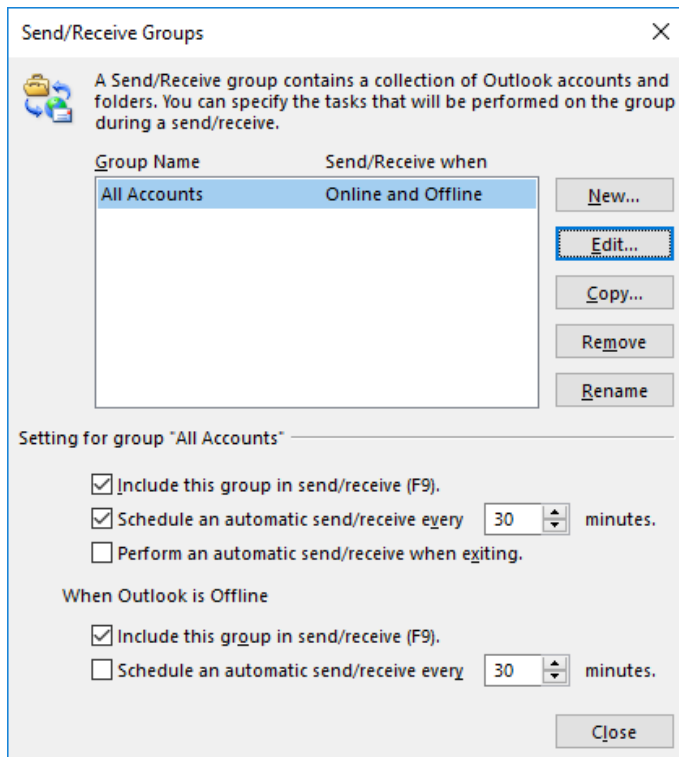 Send/Receive Groups
A Send/Receive group contains a collection of Outlook accounts and
folders. You can specify the tasks that will be performed on the group
during a send/receive.
Group Name Send/Receive when
All Accounts Online and Offline
New...
Edit...
Copy...
Remove
Rename
Setting for group "All Accounts"
Include this group in send/receive (F9).
Schedule an automatic send/receive every 30 minutes.
Perform an automatic send/receive when exiting.
When Outlook is Offline
Include this group in send/receive (F9).
Schedule an automatic send/receive every 30 minutes.
Close